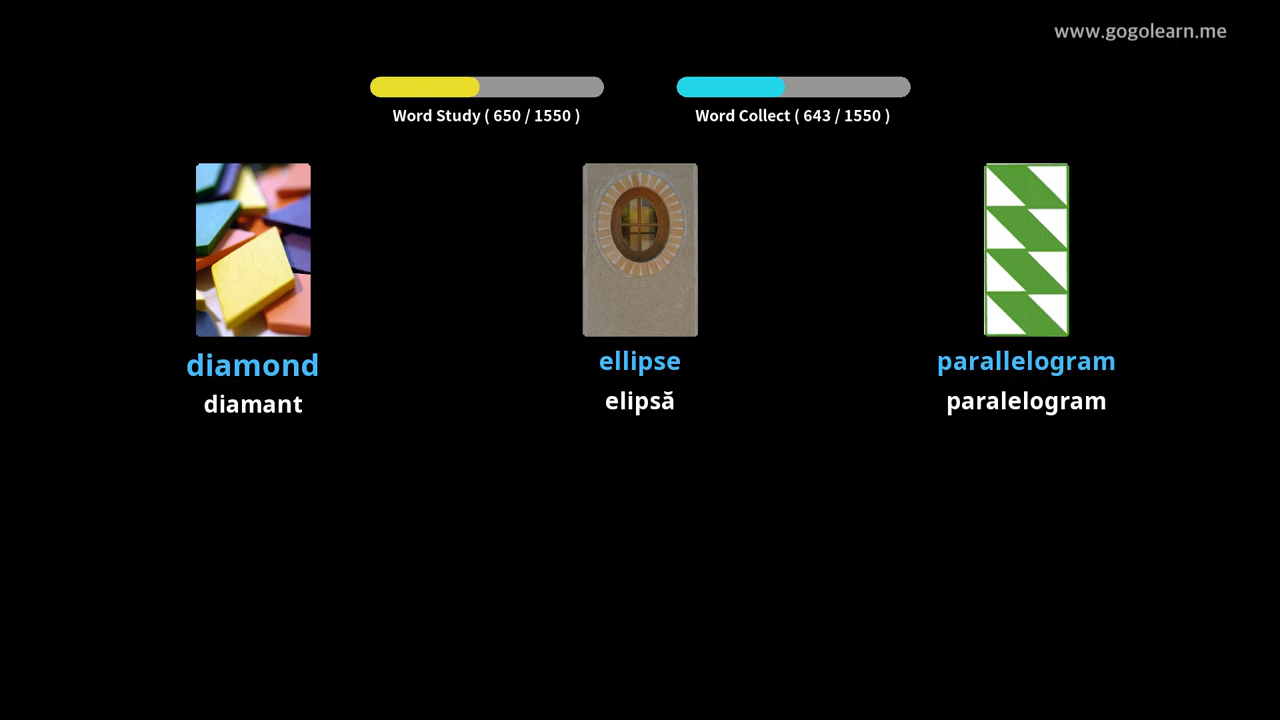 www.gogolearn.me
Word Study ( 650 / 1550 )
Word Collect ( 643 / 1550 )
diamond
ellipse
parallelogram
diamant
elipsă
paralelogram